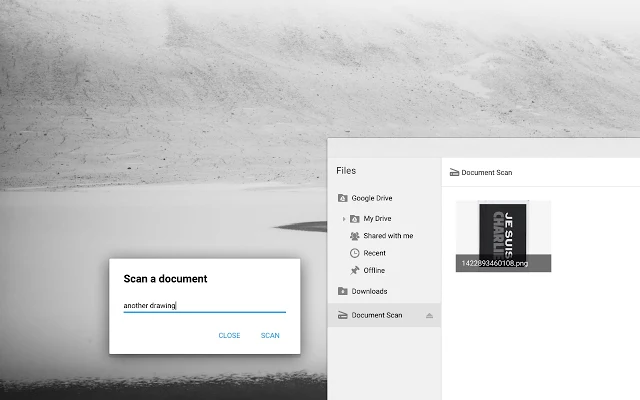 Files
Document Scan
Google Drive
My Drive
Shared with me
Recent
Offline
Downloads
Document Scan
JE SUIS
CHARLIE
1422893460108.png
Scan a document
another drawing
CLOSE
SCAN